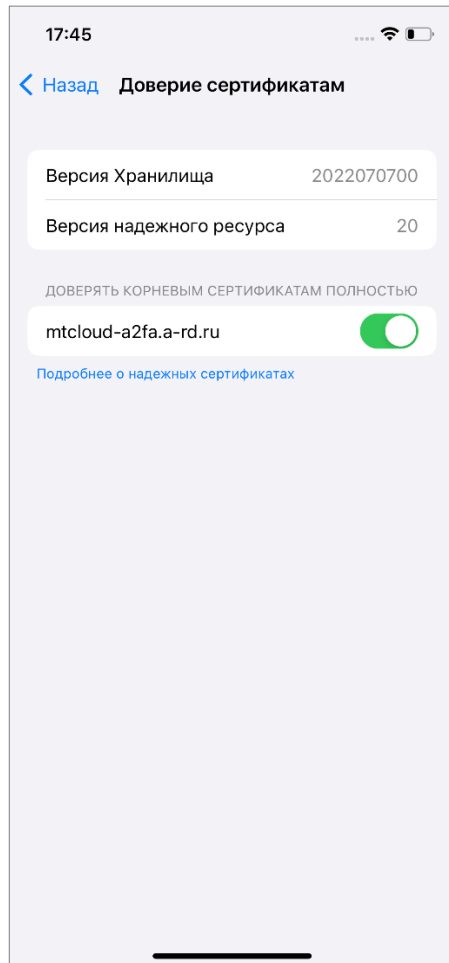 17:45
Назад Доверие сертификатам
Версия Хранилища 2022070700
Версия надежного ресурса 20
ДОВЕРЯТЬ КОРНЕВЫМ СЕРТИФИКАТАМ ПОЛНОСТЬЮ
mtcloud-a2fa.a-rd.ru
Подробнее о надежных сертификатах